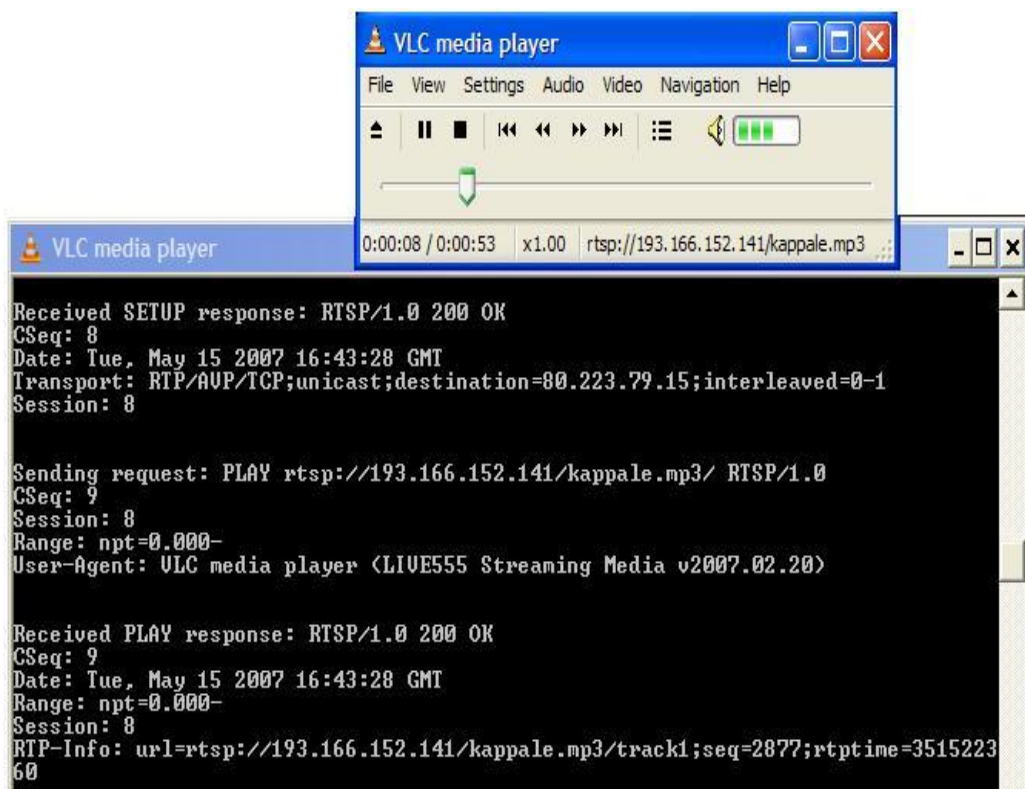 VLC media player
File View Settings Audio Video Navigation Help
0:00:08 / 0:00:53 x1.00 rtsp://193.166.152.141/kappale.mp3
VLC media player
Received SETUP response: RTSP/1.0 200 OK
CSeq: 8
Date: Tue, May 15 2007 16:43:28 GMT
Transport: RTP/AVP/TCP;unicast;destination=80.223.79.15;interleaved=0-1
Session: 8
Sending request: PLAY rtsp://193.166.152.141/kappale.mp3/ RTSP/1.0
CSeq: 9
Session: 8
Range: npt=0.000-
User-Agent: VLC media player (LIVE555 Streaming Media v2007.02.20)
Received PLAY response: RTSP/1.0 200 OK
CSeq: 9
Date: Tue, May 15 2007 16:43:28 GMT
Range: npt=0.000-
Session: 8
RTP-Info: url=rtsp://193.166.152.141/kappale.mp3/track1;seq=2877;rtptime=3515223
60